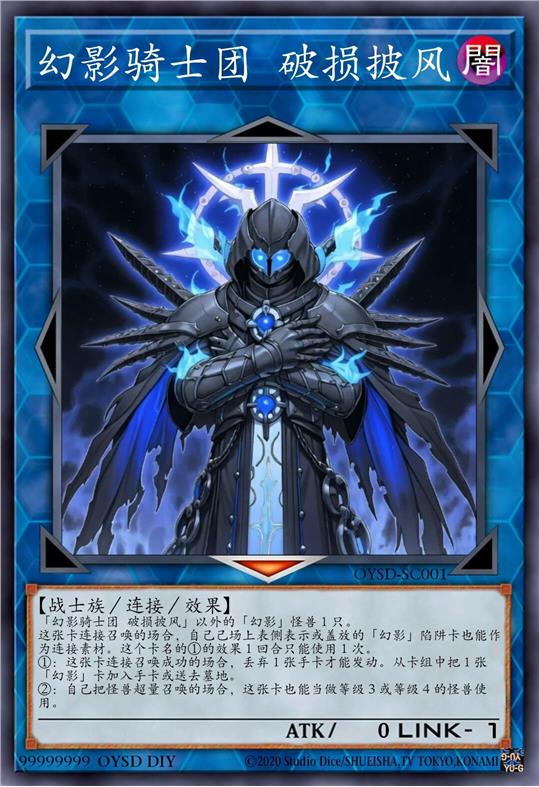 幻影骑士团 破损披风 闇
OYSD-SC001
【战士族／连接／效果】
「幻影骑士团 破损披风」以外的「幻影」怪兽1只。
这张卡连接召唤的场合，自己己场上表侧表示或盖放的「幻影」陷阱卡也能作
为连接素材。这个卡名的①的效果1回合只能使用1次。
①：这张卡连接召唤成功的场合，丢弃1张手卡才能发动。从卡组中把1张
「幻影」卡加入手卡或送去墓地。
②：自己把怪兽超量召唤的场合，这张卡也能当做等级3或等级4的怪兽使
用。
ATK/ 0 LINK- 1
99999999 OYSD DIY ©2020 Studio Dice/SHUEISHA,TV TOKYO,KONAMI